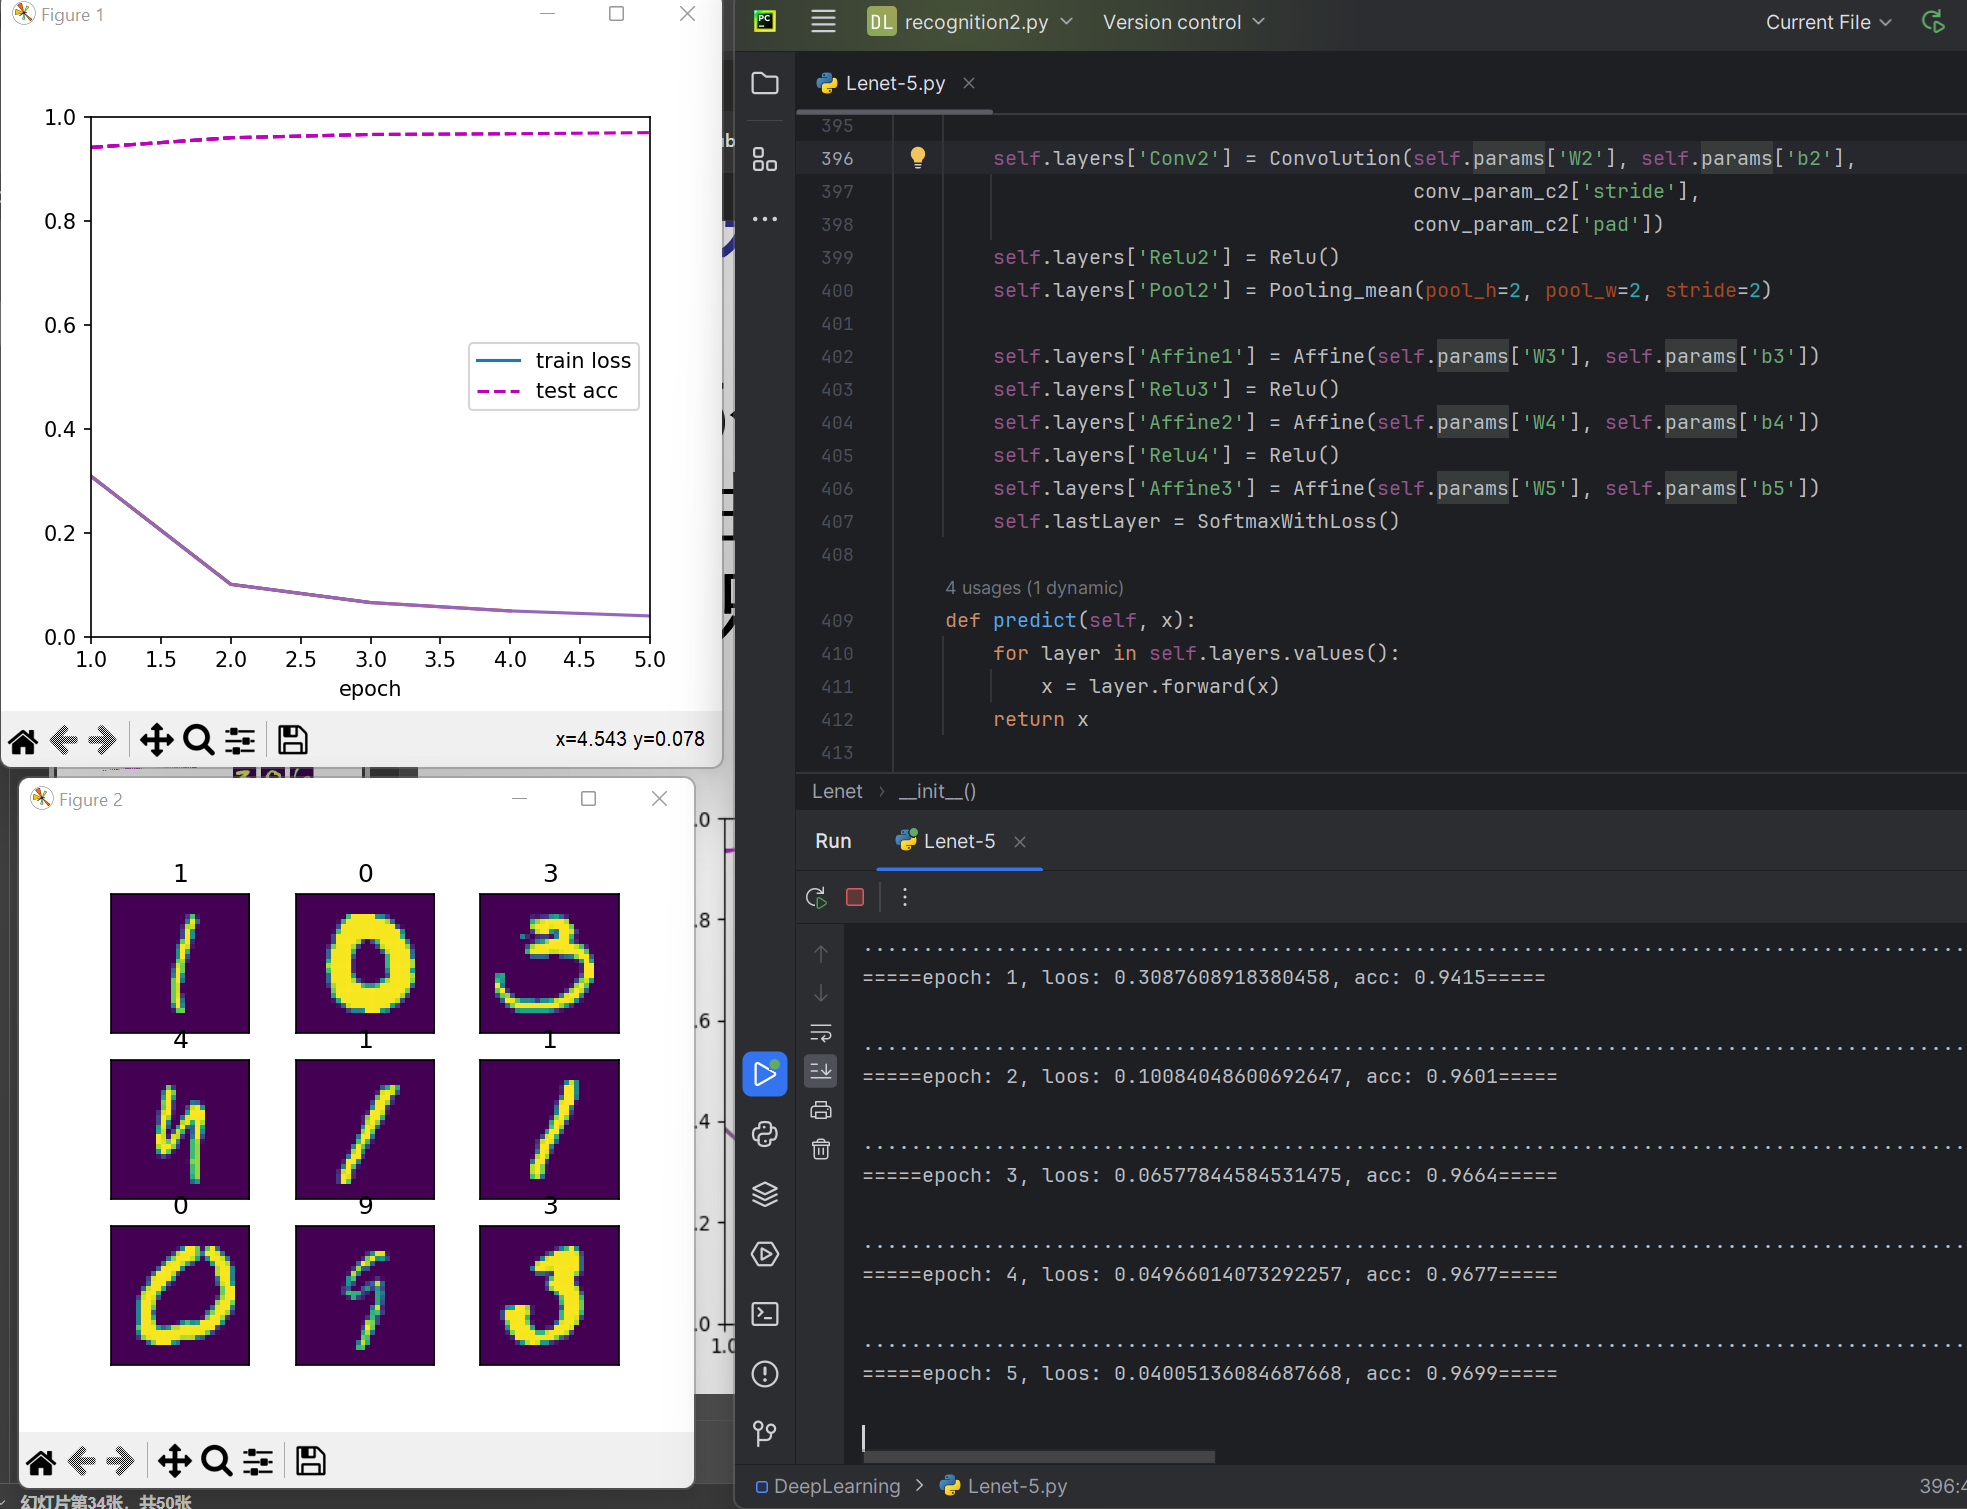 Figure 1
1.0
0.8
0.6
0.4
0.2
0.0
train loss
test acc
1.0 1.5 2.0 2.5 3.0 3.5 4.0 4.5 5.0
epoch
x=4.543 y=0.078
Figure 2
1 0 3
4 1 1
0 9 3
幻灯片第34张，共50张
.0
.8
.6
.4
.2
.0
PC
DL recognition2.py Version control Current File
Lenet-5.py
395
396 self.layers['Conv2'] = Convolution(self.params['W2'], self.params['b2'],
397 conv_param_c2['stride'],
398 conv_param_c2['pad'])
399 self.layers['Relu2'] = Relu()
400 self.layers['Pool2'] = Pooling_mean(pool_h=2, pool_w=2, stride=2)
401
402 self.layers['Affine1'] = Affine(self.params['W3'], self.params['b3'])
403 self.layers['Relu3'] = Relu()
404 self.layers['Affine2'] = Affine(self.params['W4'], self.params['b4'])
405 self.layers['Relu4'] = Relu()
406 self.layers['Affine3'] = Affine(self.params['W5'], self.params['b5'])
407 self.lastLayer = SoftmaxWithLoss()
408
4 usages (1 dynamic)
409 def predict(self, x):
410 for layer in self.layers.values():
411 x = layer.forward(x)
412 return x
413
Lenet › __init__()
Run Lenet-5
=====epoch: 1, loos: 0.3087608918380458, acc: 0.9415=====
=====epoch: 2, loos: 0.10084048600692647, acc: 0.9601=====
=====epoch: 3, loos: 0.06577844584531475, acc: 0.9664=====
=====epoch: 4, loos: 0.04966014073292257, acc: 0.9677=====
=====epoch: 5, loos: 0.04005136084687668, acc: 0.9699=====
DeepLearning > Lenet-5.py
396:4